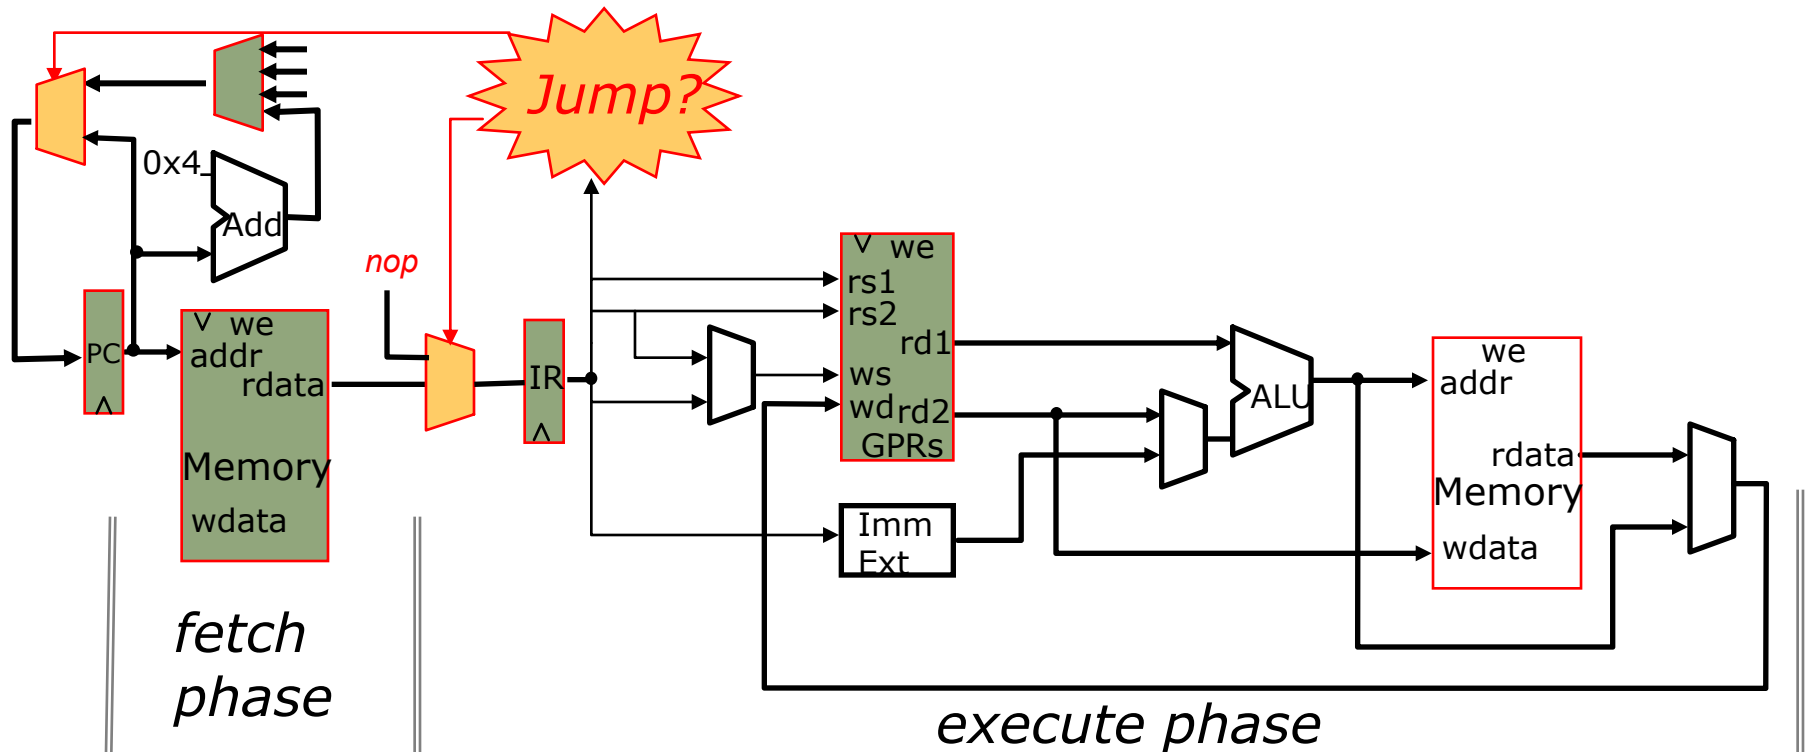 Jump?
0x4
Add
nop
PC
we
addr
rdata
Memory
wdata
IR
we
rs1
rs2
rd1
ws
wd
rd2
GPRs
Imm
Ext
ALU
we
addr
rdata
Memory
wdata
fetch
phase
execute phase